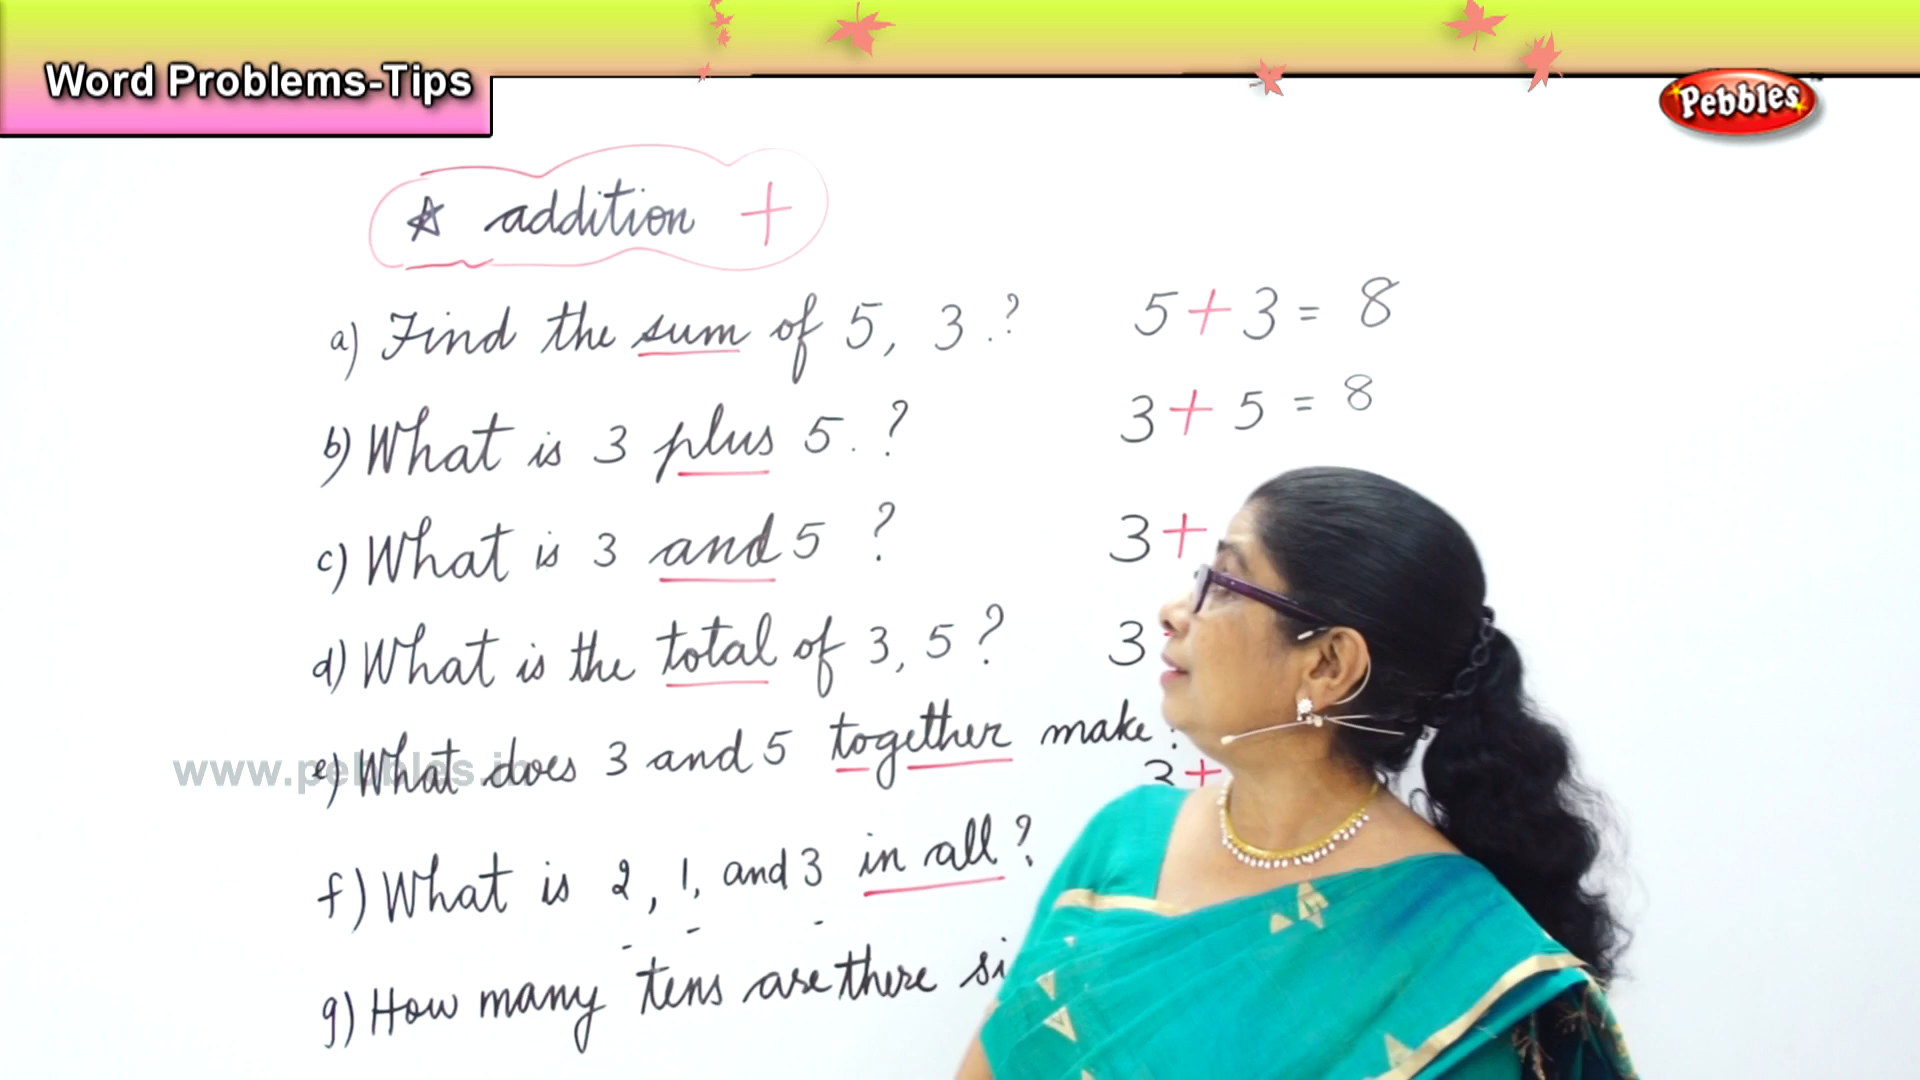 Word Problems-Tips
Pebbles
☆ addition +
a) Find the sum of 5, 3.? 5+3= 8
b) What is 3 plus 5.? 3+5 = 8
c) What is 3 and 5 ? 3+
d) What is the total of 3, 5 ? 3
e) What does 3 and 5 together make
3+
www.pebbles.in
f) What is 2, 1, and 3 in all?
g) How many tens are there si